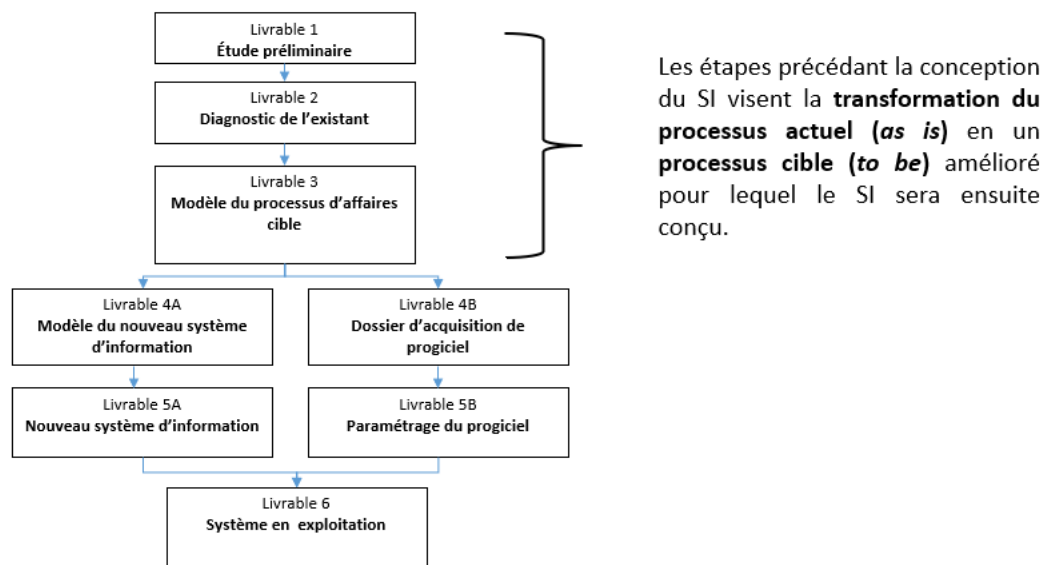 Livrable 1
Étude préliminaire
Livrable 2
Diagnostic de l'existant
Livrable 3
Modèle du processus d'affaires
cible
Livrable 4A
Modèle du nouveau système
d'information
Livrable 4B
Dossier d'acquisition de
progiciel
Livrable 5A
Nouveau système d'information
Livrable 5B
Paramétrage du progiciel
Livrable 6
Système en exploitation
Les étapes précédant la conception
du SI visent la transformation du
processus actuel (as is) en un
processus cible (to be) amélioré
pour lequel le SI sera ensuite
conçu.